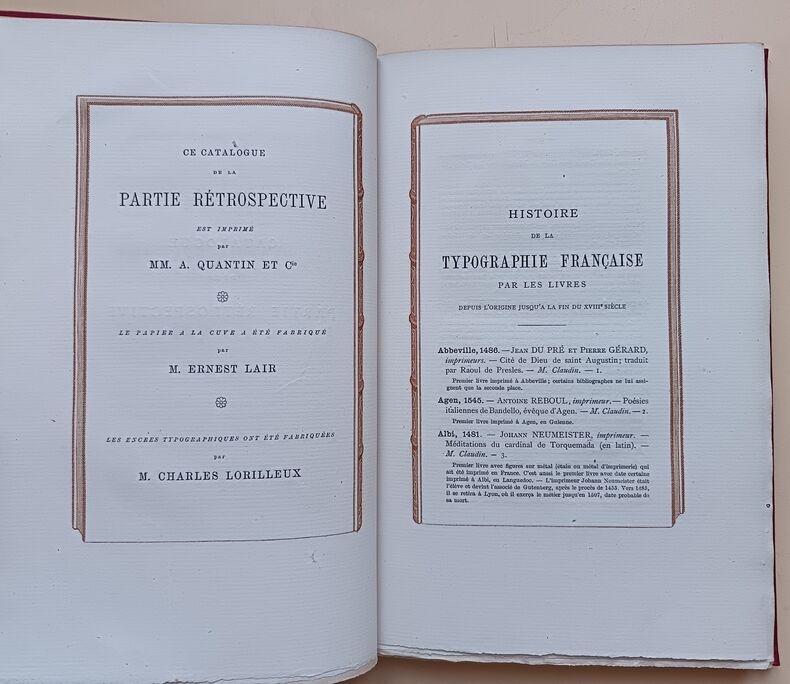 CE CATALOGUE
DE LA
PARTIE RÉTROSPECTIVE
EST IMPRIMÉ
par
MM. A. QUANTIN ET Cie
LE PAPIER A LA CUVE A ÉTÉ FABRIQUÉ
par
M. ERNEST LAIR
LES ENCRES TYPOGRAPHIQUES ONT ÉTÉ FABRIQUÉES
par
M. CHARLES LORILLEUX
HISTOIRE
DE LA
TYPOGRAPHIE FRANÇAISE
PAR LES LIVRES
DEPUIS L'ORIGINE JUSQU'A LA FIN DU XVIIIe SIÈCLE
Abbeville, 1486. — JEAN DU PRÉ ET PIERRE GÉRARD,
imprimeurs. — Cité de Dieu de saint Augustin; traduit
par Raoul de Presles. — M. Claudin. — 1.
Premier livre imprimé à Abbeville; certains bibliographes ne lui assi-
gnent que la seconde place.
Agen, 1545. — ANTOINE REBOUL, imprimeur. — Poésies
italiennes de Bandello, évêque d'Agen. — M. Claudin. — 2.
Premier livre imprimé à Agen, en Guienne.
Albi, 1481. — JOHANN NEUMEISTER, imprimeur. —
Méditations du cardinal de Torquemada (en latin). —
M. Claudin. — 3.
Premier livre avec figures sur métal (étain ou métal d'imprimerie) qui
ait été imprimé en France. C'est aussi le premier livre avec date certaine
imprimé à Albi, en Languedoc. — L'imprimeur Johann Neumeister était
l'élève et devint l'associé de Gutenberg, après le procès de 1455. Vers 1485,
il se retira à Lyon, où il exerça le métier jusqu'en 1507, date probable de
sa mort.